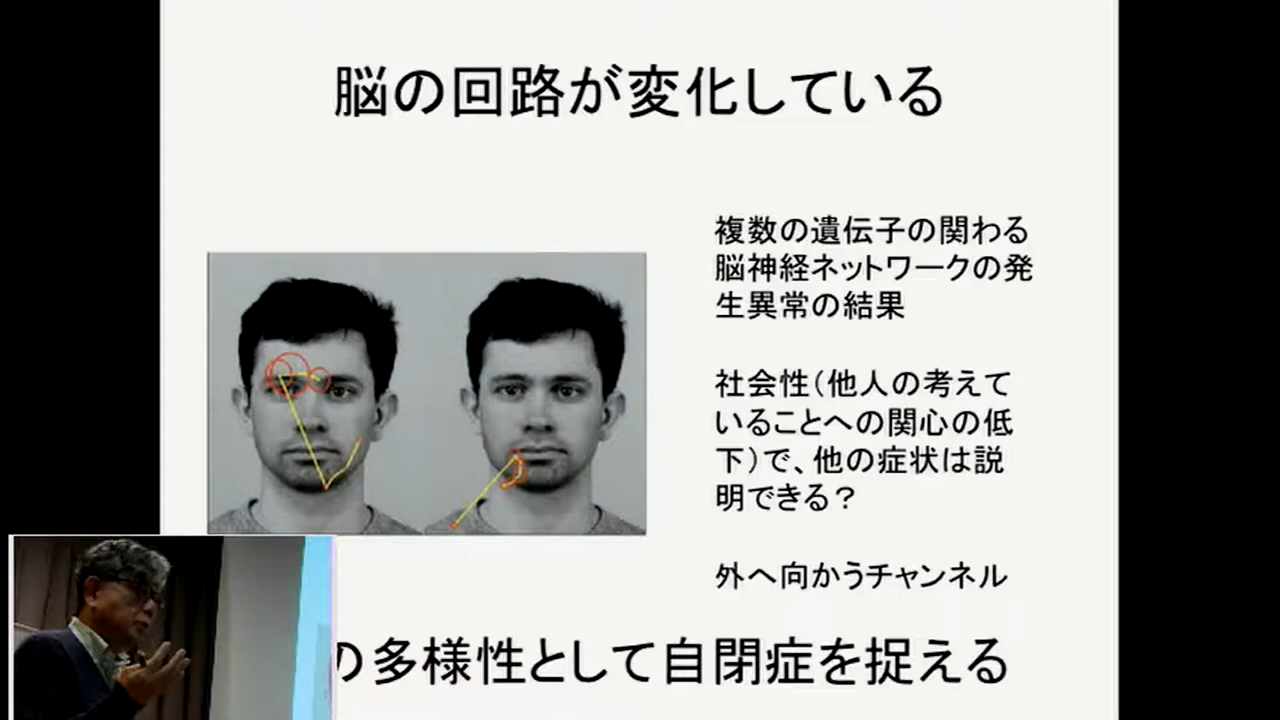 脳の回路が変化している
複数の遺伝子の関わる
脳神経ネットワークの発
生異常の結果
社会性(他人の考えて
いることへの関心の低
下)で、他の症状は説
明できる?
外へ向かうチャンネル
の多様性として自閉症を捉える